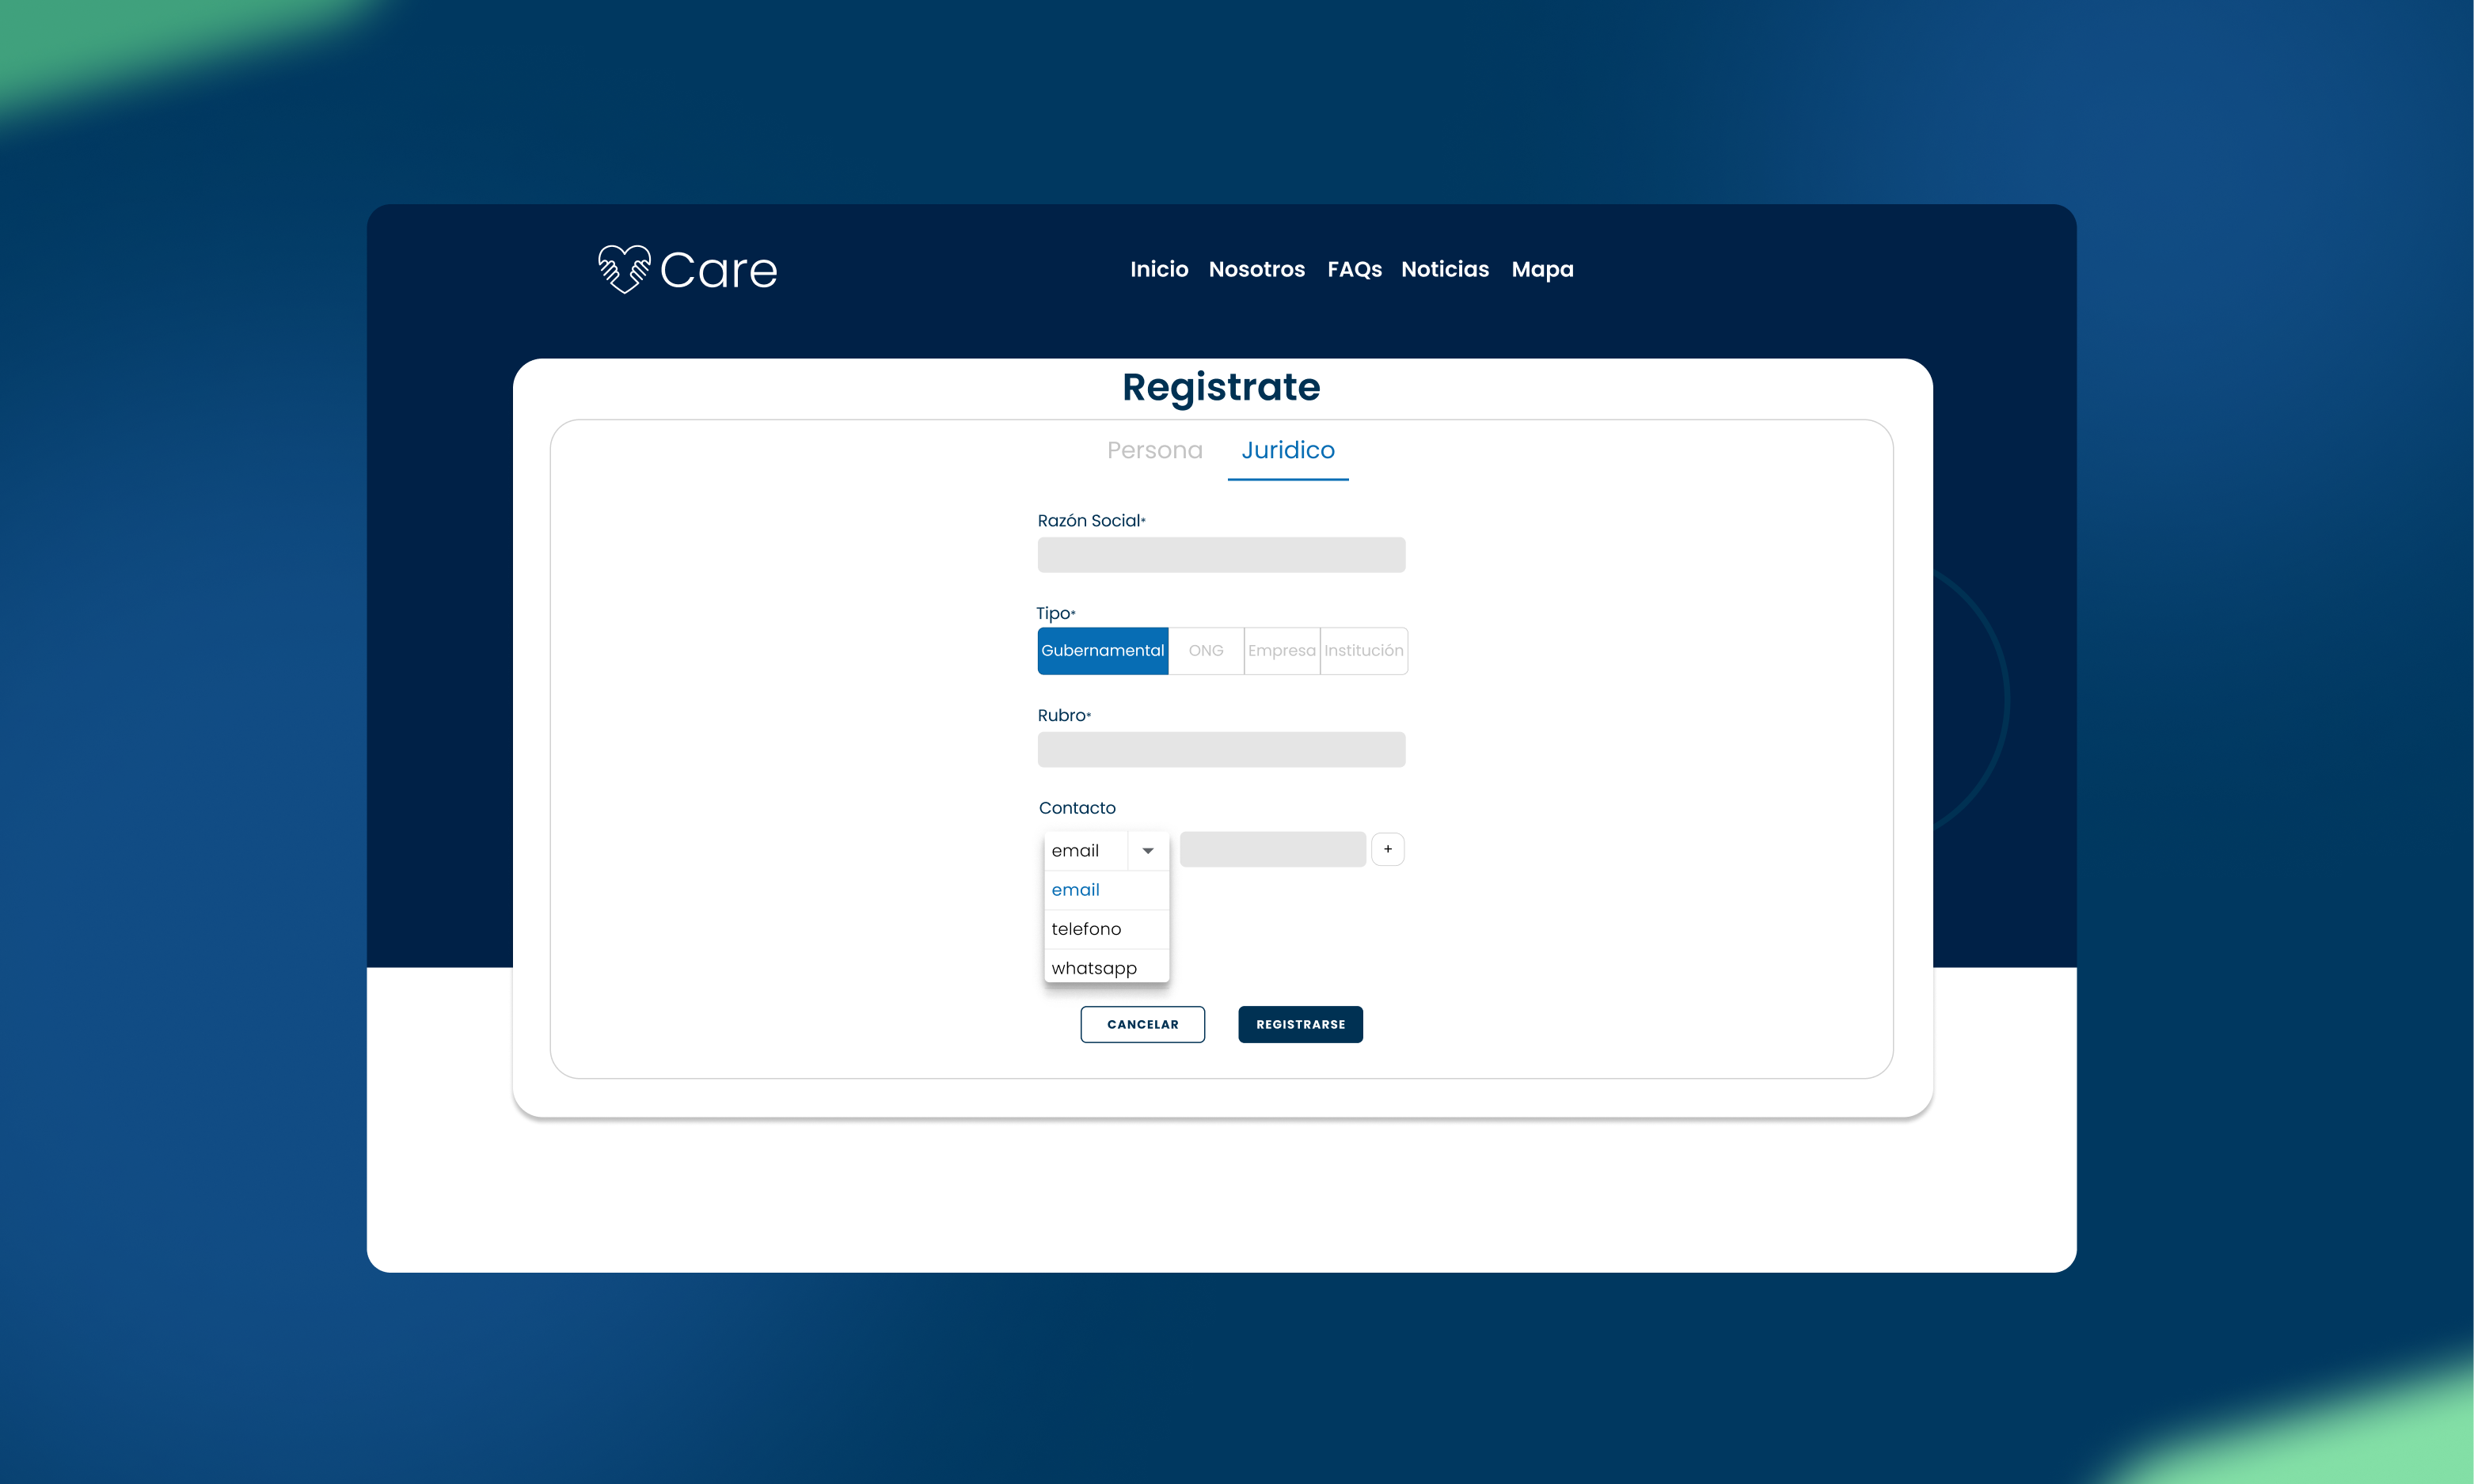 Care
Inicio Nosotros FAQs Noticias Mapa
Registrate
Persona Juridico
Razón Social*
Tipo*
Gubernamental ONG Empresa Institución
Rubro*
Contacto
email +
email
telefono
whatsapp
CANCELAR REGISTRARSE